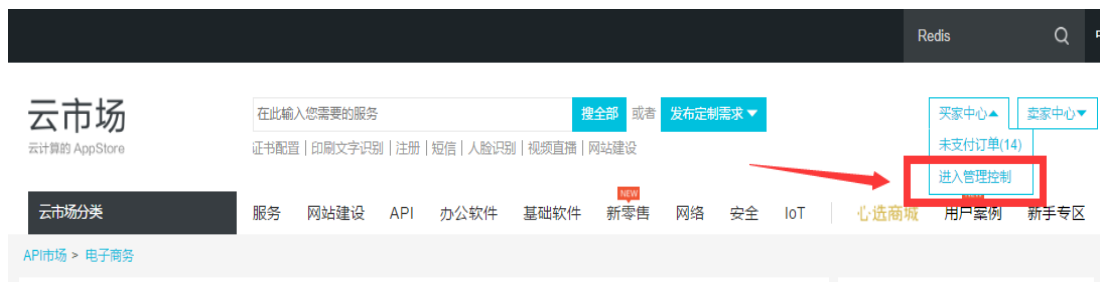 Redis
云市场
云计算的 AppStore
在此输入您需要的服务 搜全部 或者 发布定制需求
证书配置 | 印刷文字识别 | 注册 | 短信 | 人脸识别 | 视频直播 | 网站建设
买家中心 卖家中心
未支付订单(14)
进入管理控制
云市场分类
NEW
服务 网站建设 API 办公软件 基础软件 新零售 网络 安全 IoT 心选商城 用户案例 新手专区
API市场 > 电子商务